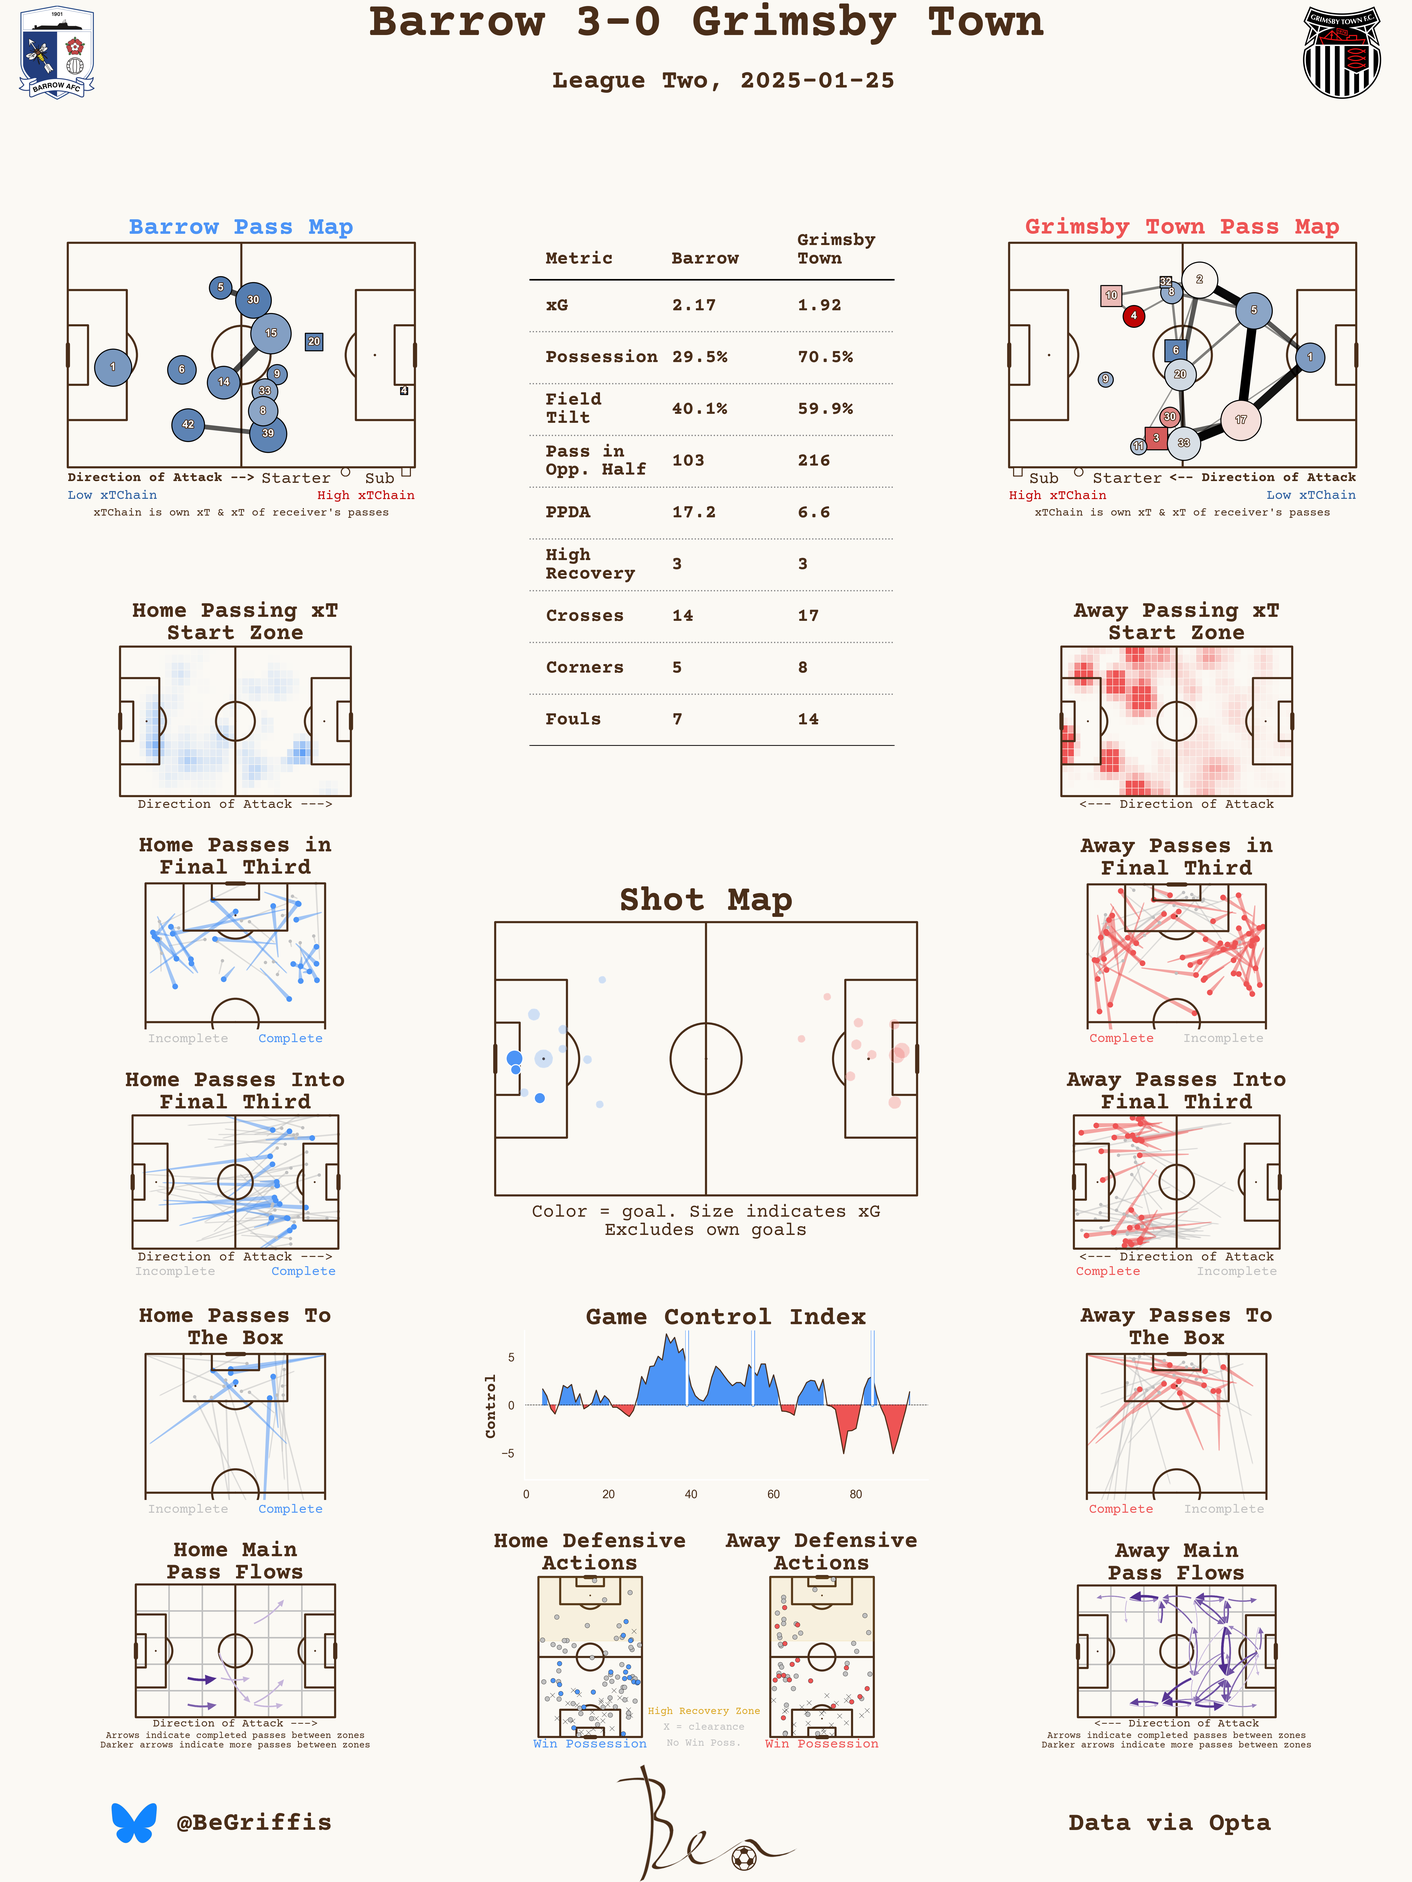 Barrow 3-0 Grimsby Town
League Two, 2025-01-25
1901
BARROW AFC
GRIMSBY TOWN F.C.
Barrow Pass Map
5
30
15
20
1
6
14
9
33
4
8
42
39
Direction of Attack --> Starter Sub
Low xTChain High xTChain
xTChain is own xT & xT of receiver's passes
Metric Barrow Grimsby
Town
xG 2.17 1.92
Possession 29.5% 70.5%
Field
Tilt 40.1% 59.9%
Pass in
Opp. Half 103 216
PPDA 17.2 6.6
High
Recovery 3 3
Crosses 14 17
Corners 5 8
Fouls 7 14
Grimsby Town Pass Map
2
32
8
10
4
5
6
1
20
9
30
17
3
11
33
Sub Starter <-- Direction of Attack
High xTChain Low xTChain
xTChain is own xT & xT of receiver's passes
Home Passing xT
Start Zone
Direction of Attack --->
Away Passing xT
Start Zone
<--- Direction of Attack
Home Passes in
Final Third
Incomplete Complete
Away Passes in
Final Third
Complete Incomplete
Shot Map
Color = goal. Size indicates xG
Excludes own goals
Home Passes Into
Final Third
Direction of Attack --->
Incomplete Complete
Away Passes Into
Final Third
<--- Direction of Attack
Complete Incomplete
Home Passes To
The Box
Incomplete Complete
Game Control Index
Control
5
0
−5
0 20 40 60 80
Away Passes To
The Box
Complete Incomplete
Home Main
Pass Flows
Direction of Attack --->
Arrows indicate completed passes between zones
Darker arrows indicate more passes between zones
Home Defensive
Actions
Win Possession
Away Defensive
Actions
Win Possession
High Recovery Zone
X = clearance
No Win Poss.
Away Main
Pass Flows
<--- Direction of Attack
Arrows indicate completed passes between zones
Darker arrows indicate more passes between zones
@BeGriffis
Ben
Data via Opta